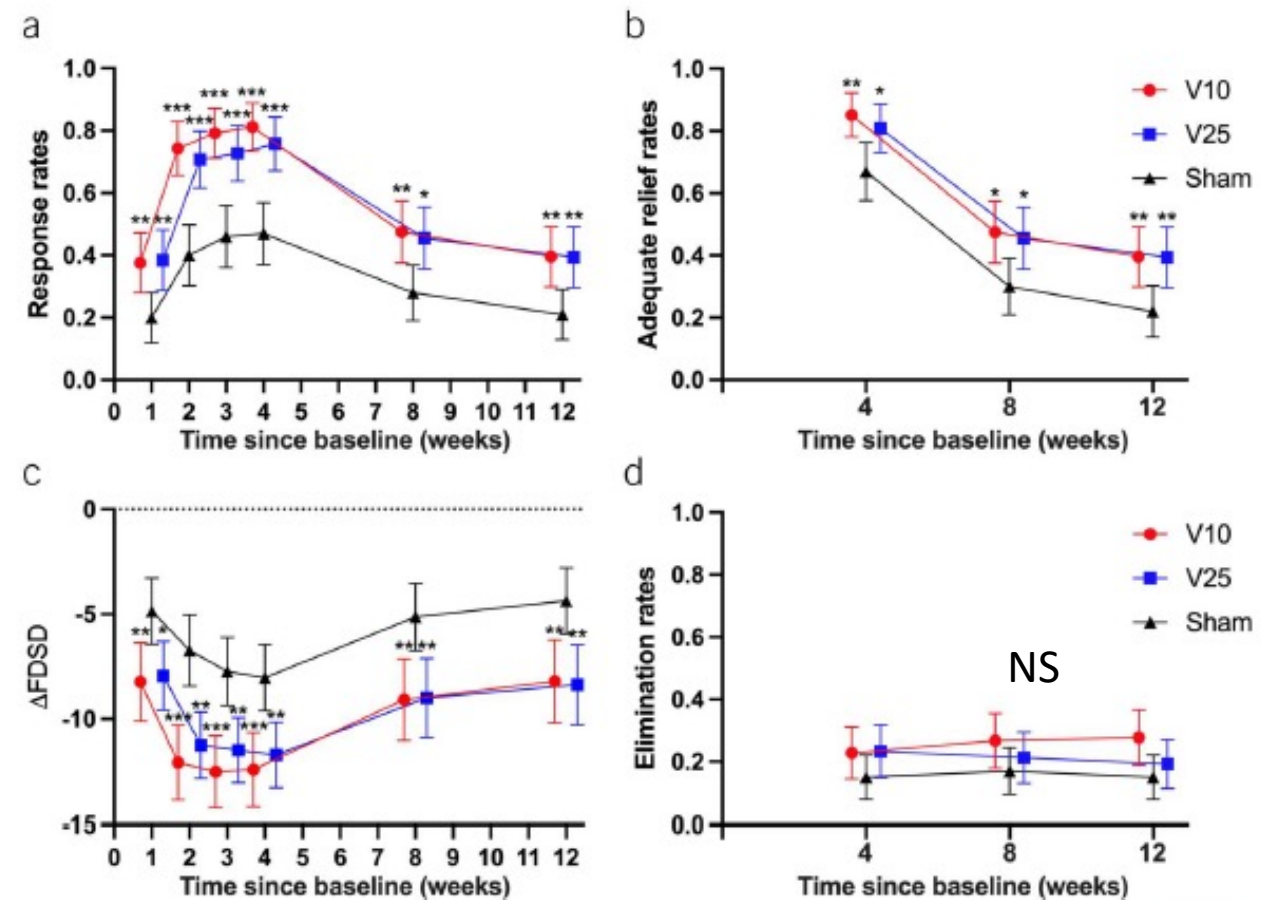 a
1.0
0.8
0.6
0.4
0.2
0.0
Response rates
** ** *** *** *** *** *** *** ** * ** **
0 1 2 3 4 5 6 7 8 9 10 11 12
Time since baseline (weeks)
b
1.0
0.8
0.6
0.4
0.2
0.0
Adequate relief rates
** * * * ** **
4 8 12
Time since baseline (weeks)
V10
V25
Sham
c
0
-5
-10
-15
ΔFDSD
** * *** ** *** ** *** ** ** ** ** **
0 1 2 3 4 5 6 7 8 9 10 11 12
Time since baseline (weeks)
d
1.0
0.8
0.6
0.4
0.2
0.0
Elimination rates
NS
4 8 12
Time since baseline (weeks)
V10
V25
Sham